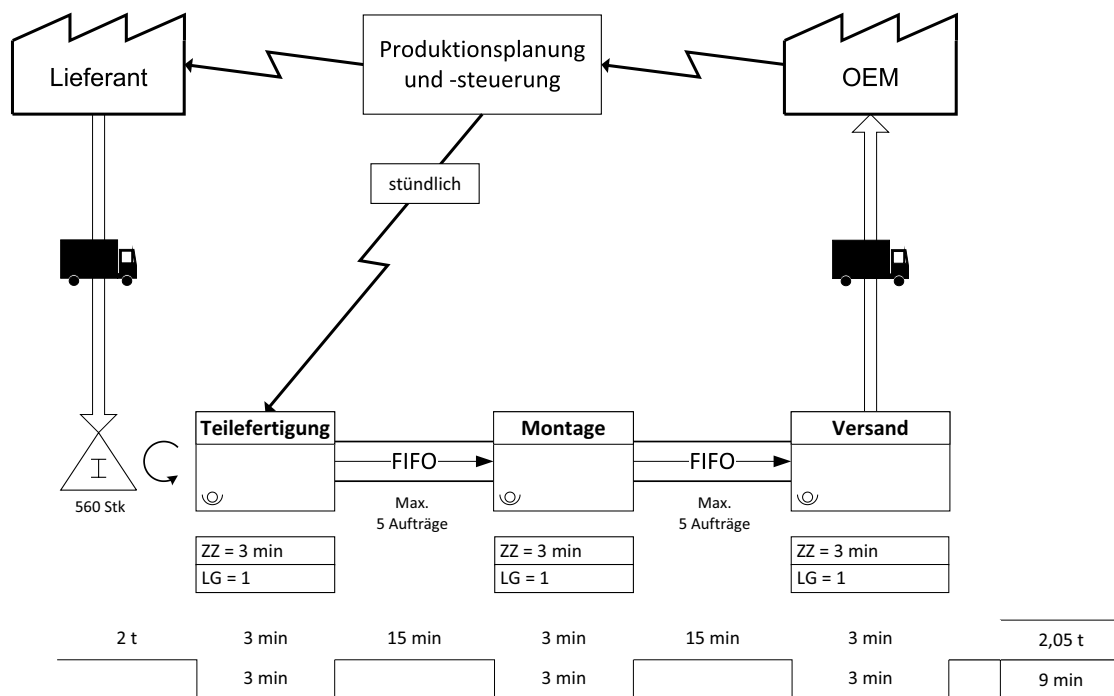 Lieferant
Produktionsplanung
und -steuerung
OEM
stündlich
Teilefertigung
Montage
Versand
FIFO
FIFO
I
560 Stk
Max.
5 Aufträge
Max.
5 Aufträge
ZZ = 3 min
LG = 1
ZZ = 3 min
LG = 1
ZZ = 3 min
LG = 1
2 t 3 min 15 min 3 min 15 min 3 min 2,05 t
3 min 3 min 3 min 9 min